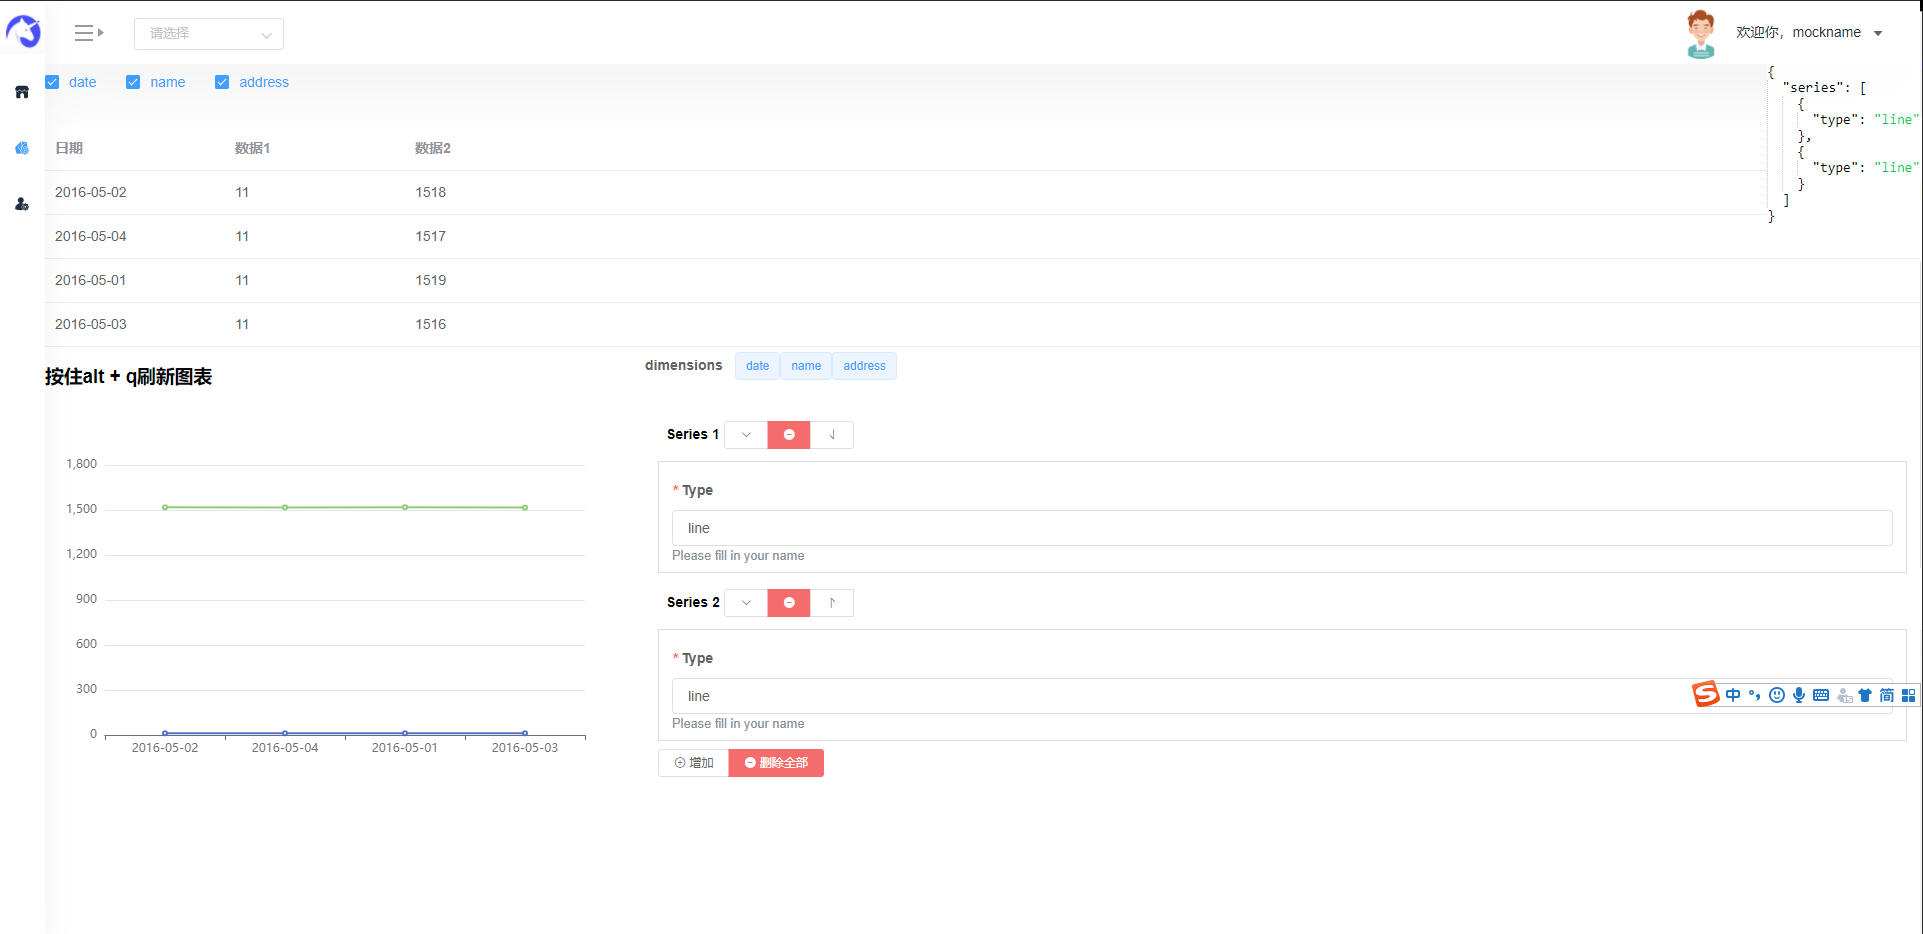 请选择
欢迎你，mockname
date name address
{
"series": [
{
"type": "line"
},
{
"type": "line"
}
]
}
日期 数据1 数据2
2016-05-02 11 1518
2016-05-04 11 1517
2016-05-01 11 1519
2016-05-03 11 1516
按住alt + q刷新图表
1,800
1,500
1,200
900
600
300
0
2016-05-02 2016-05-04 2016-05-01 2016-05-03
dimensions date name address
Series 1
* Type
line
Please fill in your name
Series 2
* Type
line
Please fill in your name
增加 删除全部
S 中 °, 简